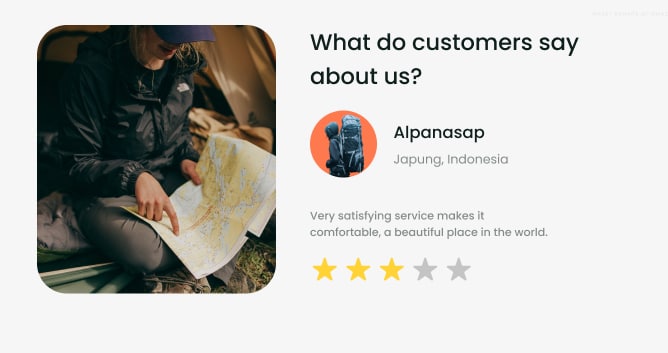 What do customers say
about us?
Alpanasap
Japung, Indonesia
Very satisfying service makes it
comfortable, a beautiful place in the world.